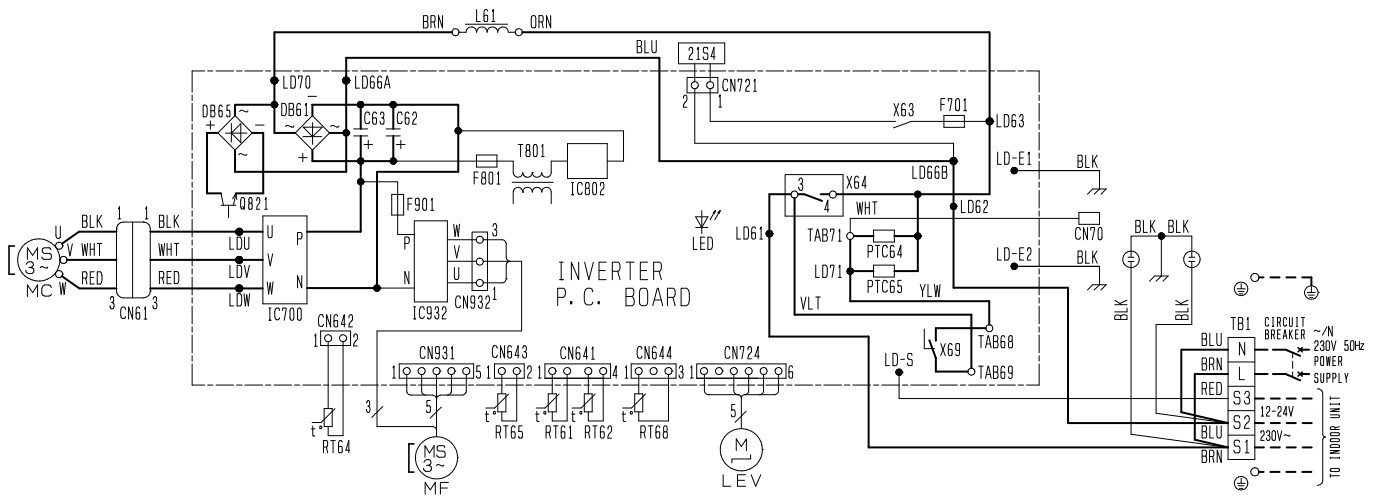 BRN L61 ORN
BLU
21S4
LD70 LD66A
CN721
2 1
DB65 DB61
C63 C62
X63 F701
LD63
+ ~ - ~
- ~ + ~
+ +
T801
F801
IC802
LD-E1 BLK
LD66B
Q821
F901
3 X64
4
LD62
WHT
CN70
1 1
U BLK BLK
LDU
U P
MS
3~
MC
V WHT WHT
LDV
V
W RED RED
LDW
W N
3 3
CN61
IC700
P W 3
V
N U 1
IC932
CN932
INVERTER
P. C. BOARD
LED
LD61
TAB71
PTC64
LD71
PTC65
LD-E2 BLK
BLK BLK
YLW
VLT
BLK
BLK
CN642
1 2
RT64
t°
X69
TAB68
TAB69
LD-S
CN931
1 5
CN643
1 2
CN641
1 4
CN644
1 3
CN724
1 6
t° RT65
t° RT61
RT62
t° RT68
3
5
5
MS
3~
MF
M
LEV
TB1
CIRCUIT
BREAKER
~/N
230V 50Hz
POWER
SUPPLY
BLU N
BRN L
RED S3
12-24V
S2
BLU
230V~
S1
BRN
TO INDOOR UNIT